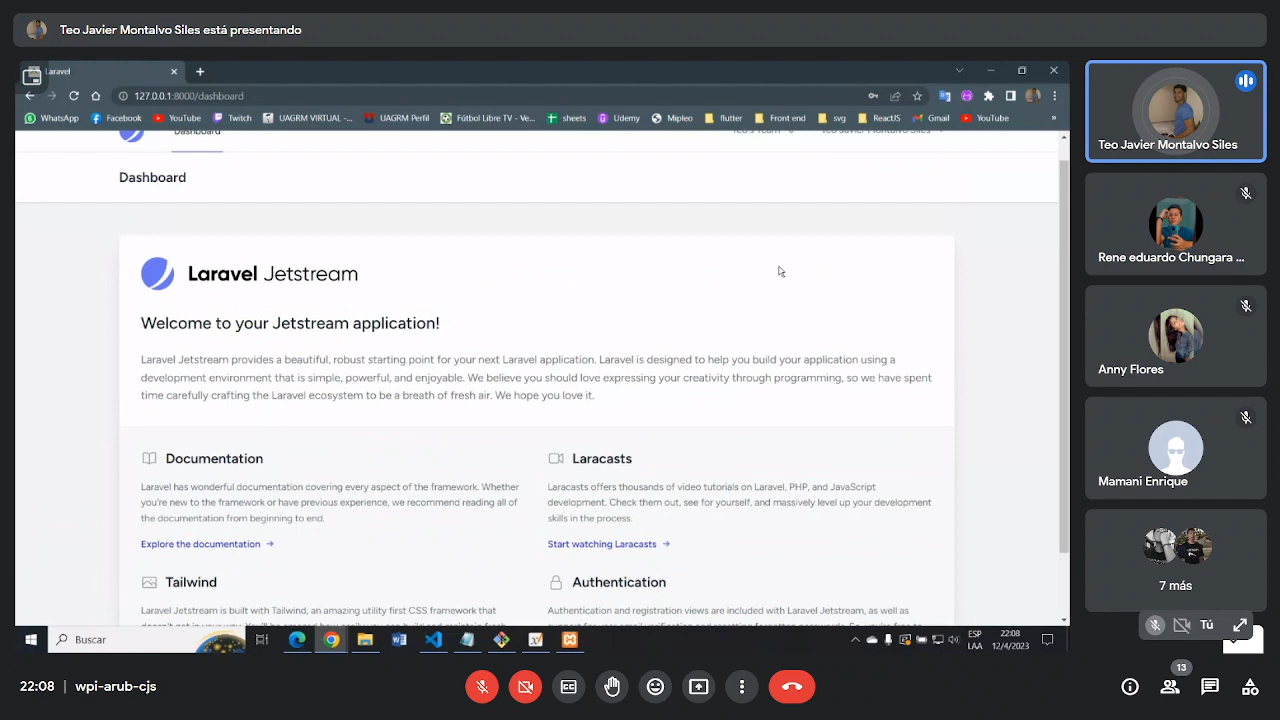 Teo Javier Montalvo Siles está presentando
Laravel
127.0.0.1:8000/dashboard
WhatsApp Facebook YouTube Twitch UAGRM VIRTUAL -... UAGRM Perfil Fútbol Libre TV - Ve... sheets Udemy Mipleo flutter Front end svg ReactJS Gmail YouTube »
Dashboard Teo's Team Teo Javier Montalvo Siles
Dashboard
Laravel Jetstream
Welcome to your Jetstream application!
Laravel Jetstream provides a beautiful, robust starting point for your next Laravel application. Laravel is designed to help you build your application using a
development environment that is simple, powerful, and enjoyable. We believe you should love expressing your creativity through programming, so we have spent
time carefully crafting the Laravel ecosystem to be a breath of fresh air. We hope you love it.
Documentation
Laravel has wonderful documentation covering every aspect of the framework. Whether
you're new to the framework or have previous experience, we recommend reading all of
the documentation from beginning to end.
Explore the documentation →
Laracasts
Laracasts offers thousands of video tutorials on Laravel, PHP, and JavaScript
development. Check them out, see for yourself, and massively level up your development
skills in the process.
Start watching Laracasts →
Tailwind
Laravel Jetstream is built with Tailwind, an amazing utility first CSS framework that
Authentication
Authentication and registration views are included with Laravel Jetstream, as well as
Buscar
ESP
LAA
22:08
12/4/2023
Teo Javier Montalvo Siles
Rene eduardo Chungara ...
Anny Flores
Mamani Enrique
7 más
Tú
22:08 | wpi-arub-cjs
13